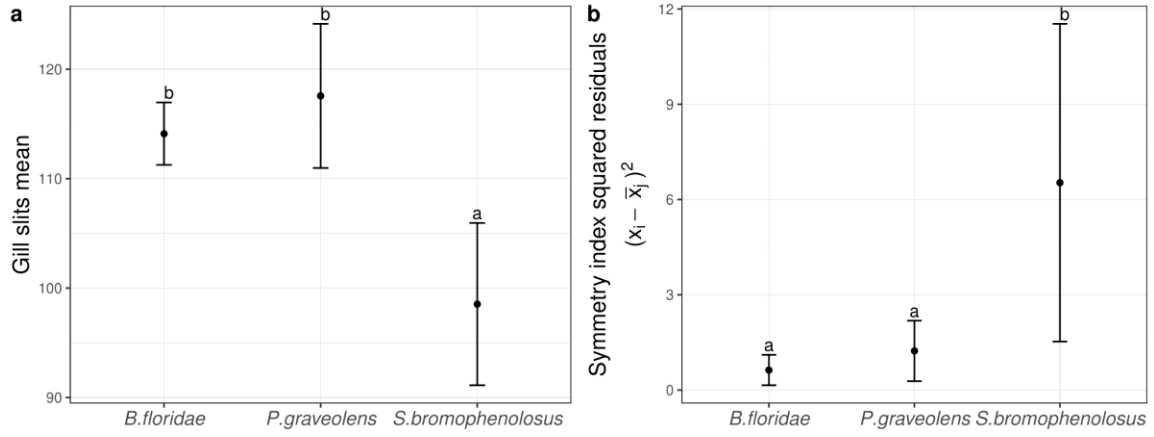 a
Gill slits mean
120
110
100
90
b
b
a
B.floridae
P.graveolens
S.bromophenolosus
b
Symmetry index squared residuals
(xᵢ − x̄ⱼ)²
12
9
6
3
0
a
a
b
B.floridae
P.graveolens
S.bromophenolosus